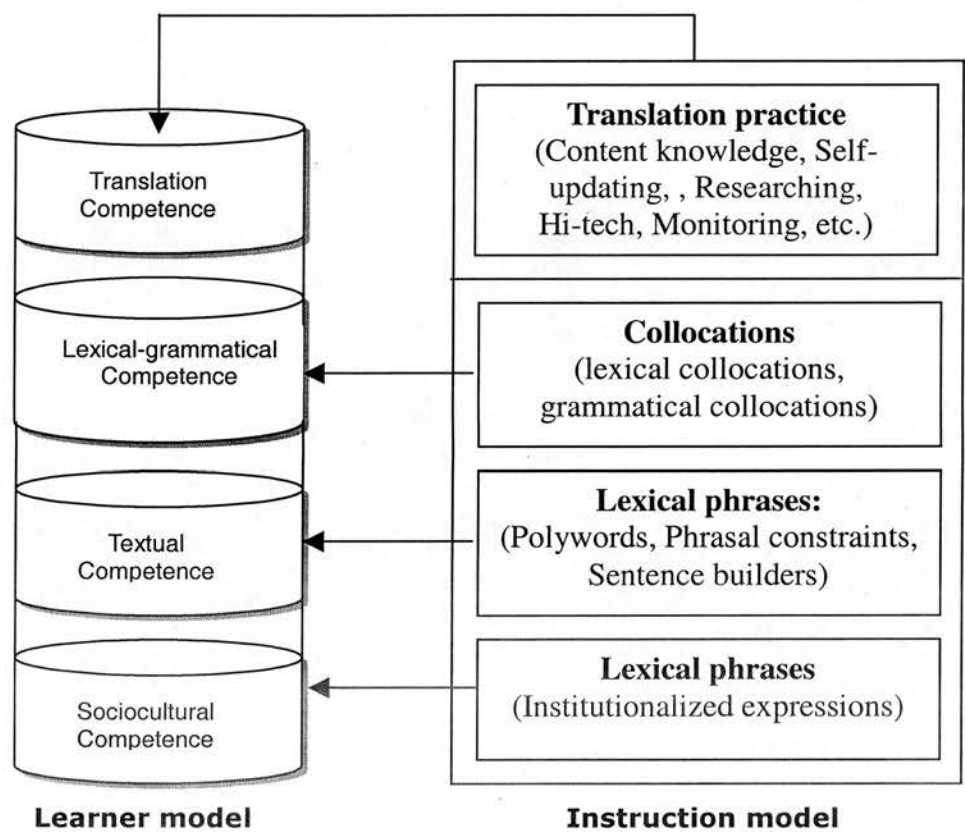 Translation
Competence
Lexical-grammatical
Competence
Textual
Competence
Sociocultural
Competence
Learner model
Translation practice
(Content knowledge, Self-
updating, , Researching,
Hi-tech, Monitoring, etc.)
Collocations
(lexical collocations,
grammatical collocations)
Lexical phrases:
(Polywords, Phrasal constraints,
Sentence builders)
Lexical phrases
(Institutionalized expressions)
Instruction model